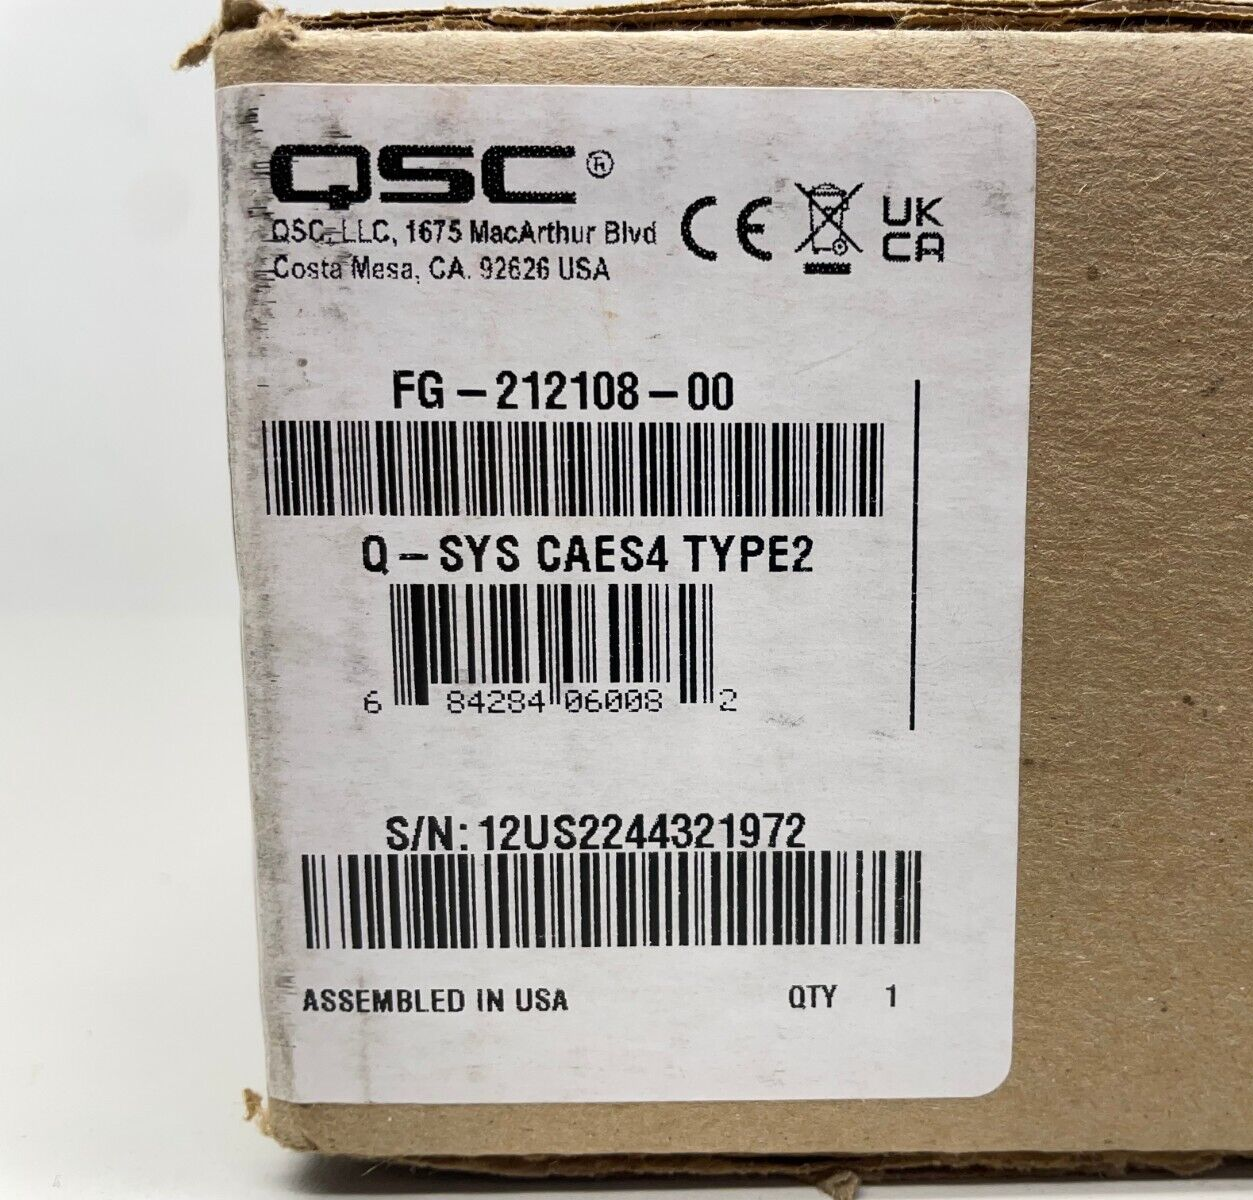 QSC®
QSC, LLC, 1675 MacArthur Blvd
Costa Mesa, CA. 92626 USA
CE
UK
CA
FG-212108-00
Q-SYS CAES4 TYPE2
6 84284 06008 2
S/N: 12US2244321972
ASSEMBLED IN USA QTY 1